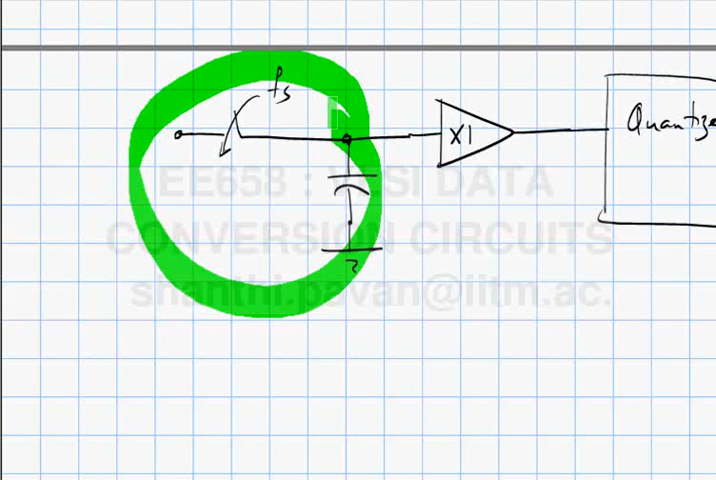 fs
X1
Quantize
EE658 : VLSI DATA
CONVERSION CIRCUITS
shanthi.pavan@iitm.ac.